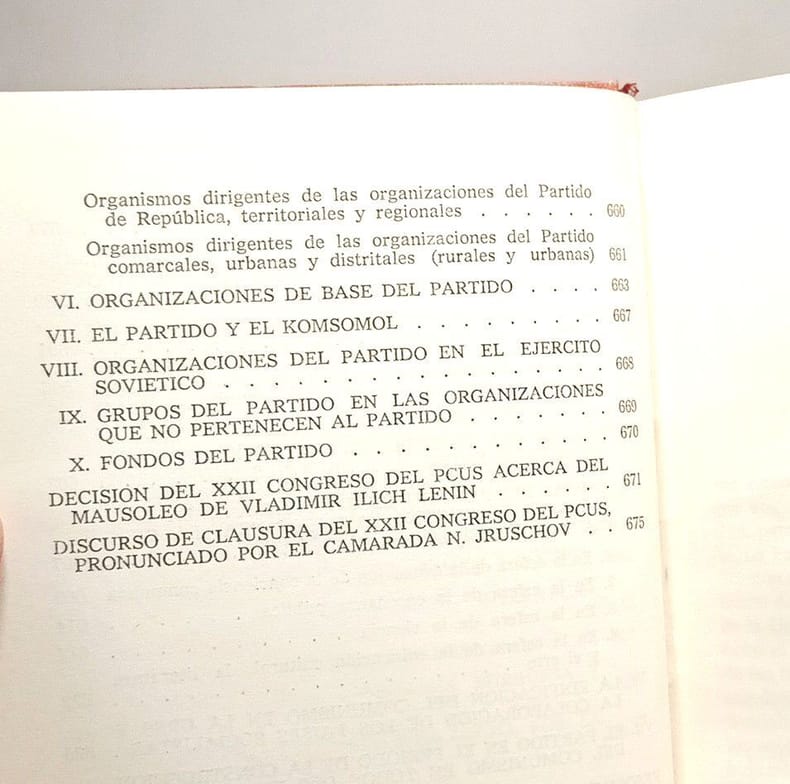 Organismos dirigentes de las organizaciones del Partido
de República, territoriales y regionales . . . . . . 660
Organismos dirigentes de las organizaciones del Partido
comarcales, urbanas y distritales (rurales y urbanas) 661
VI. ORGANIZACIONES DE BASE DEL PARTIDO . . . . 663
VII. EL PARTIDO Y EL KOMSOMOL . . . . . . . . . 667
VIII. ORGANIZACIONES DEL PARTIDO EN EL EJERCITO
SOVIETICO . . . . . . . . . . . . . . . . . 668
IX. GRUPOS DEL PARTIDO EN LAS ORGANIZACIONES
QUE NO PERTENECEN AL PARTIDO . . . . . . . 669
X. FONDOS DEL PARTIDO . . . . . . . . . . . . 670
DECISION DEL XXII CONGRESO DEL PCUS ACERCA DEL
MAUSOLEO DE VLADIMIR ILICH LENIN . . . . . . 671
DISCURSO DE CLAUSURA DEL XXII CONGRESO DEL PCUS,
PRONUNCIADO POR EL CAMARADA N. JRUSCHOV . . 675